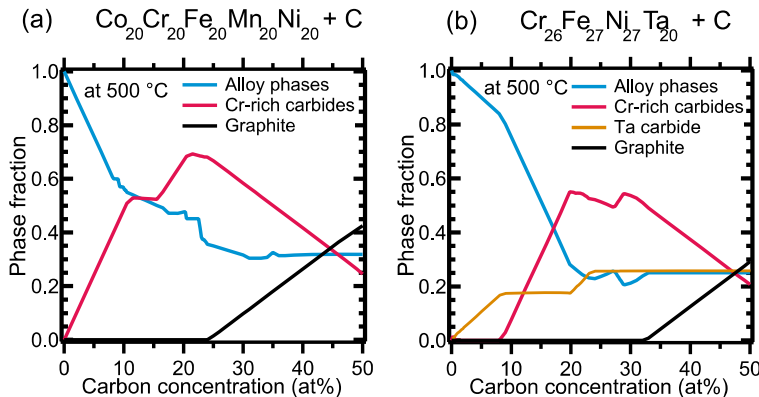 (a) Co20Cr20Fe20Mn20Ni20 + C
at 500 °C
Alloy phases
Cr-rich carbides
Graphite
Phase fraction
1.0
0.8
0.6
0.4
0.2
0.0
0 10 20 30 40 50
Carbon concentration (at%)
(b) Cr26Fe27Ni27Ta20 + C
at 500 °C
Alloy phases
Cr-rich carbides
Ta carbide
Graphite
Phase fraction
1.0
0.8
0.6
0.4
0.2
0.0
0 10 20 30 40 50
Carbon concentration (at%)